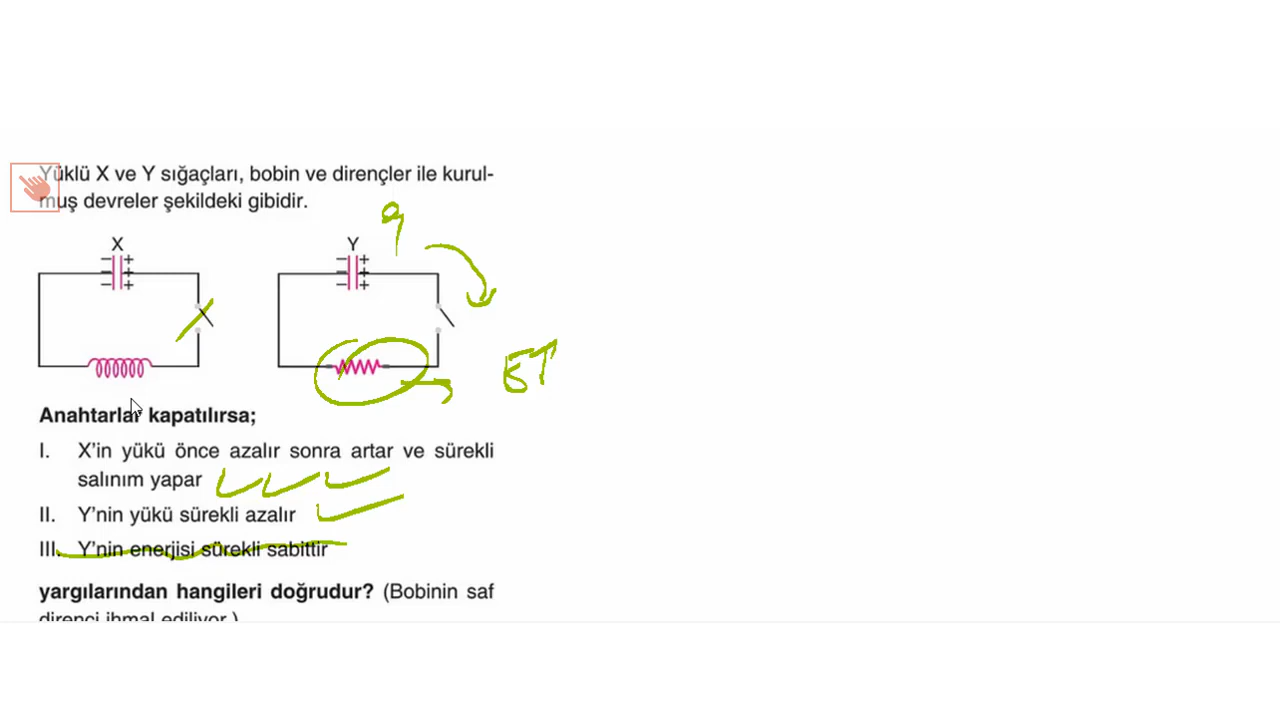 Yüklü X ve Y sığaçları, bobin ve dirençler ile kurul-
muş devreler şekildeki gibidir.
X
Y
q
E↑
Anahtarlar kapatılırsa;
I. X'in yükü önce azalır sonra artar ve sürekli
salınım yapar
II. Y'nin yükü sürekli azalır
III. Y'nin enerjisi sürekli sabittir
yargılarından hangileri doğrudur? (Bobinin saf
direnci ihmal ediliyor.)